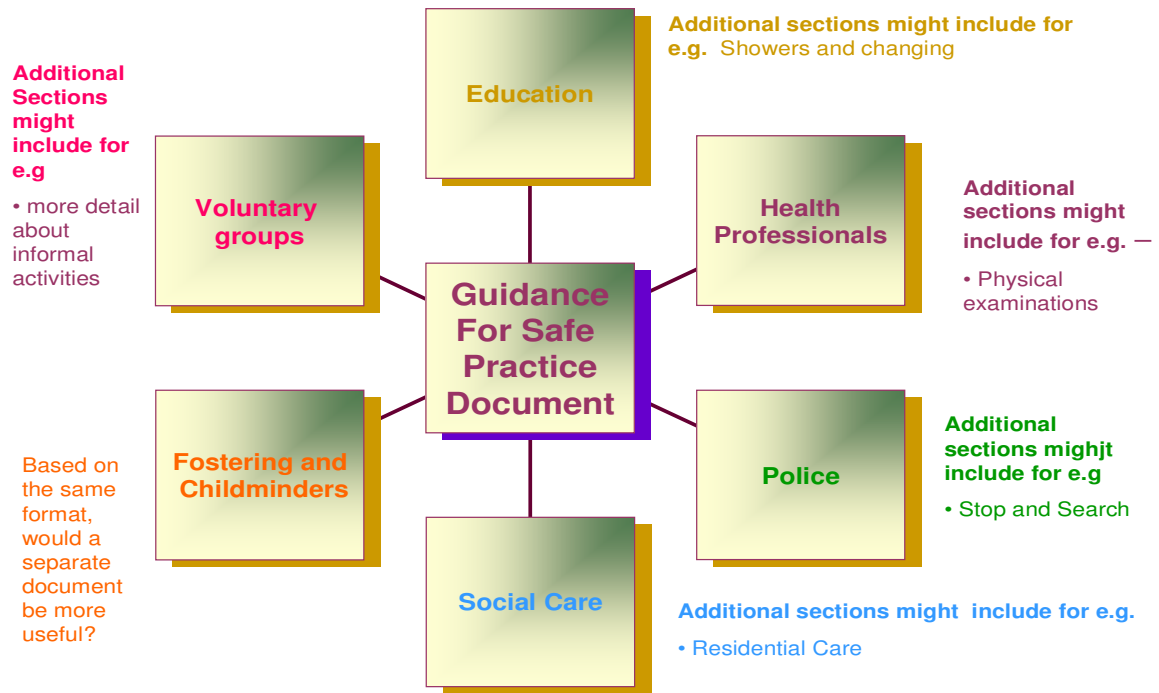 Education
Additional sections might include for
e.g. Showers and changing
Additional
Sections
might
include for
e.g
• more detail
about
informal
activities
Voluntary
groups
Health
Professionals
Additional
sections might
include for e.g. –
• Physical
examinations
Guidance
For Safe
Practice
Document
Fostering and
Childminders
Based on
the same
format,
would a
separate
document
be more
useful?
Police
Additional
sections mighjt
include for e.g
• Stop and Search
Social Care
Additional sections might include for e.g.
• Residential Care